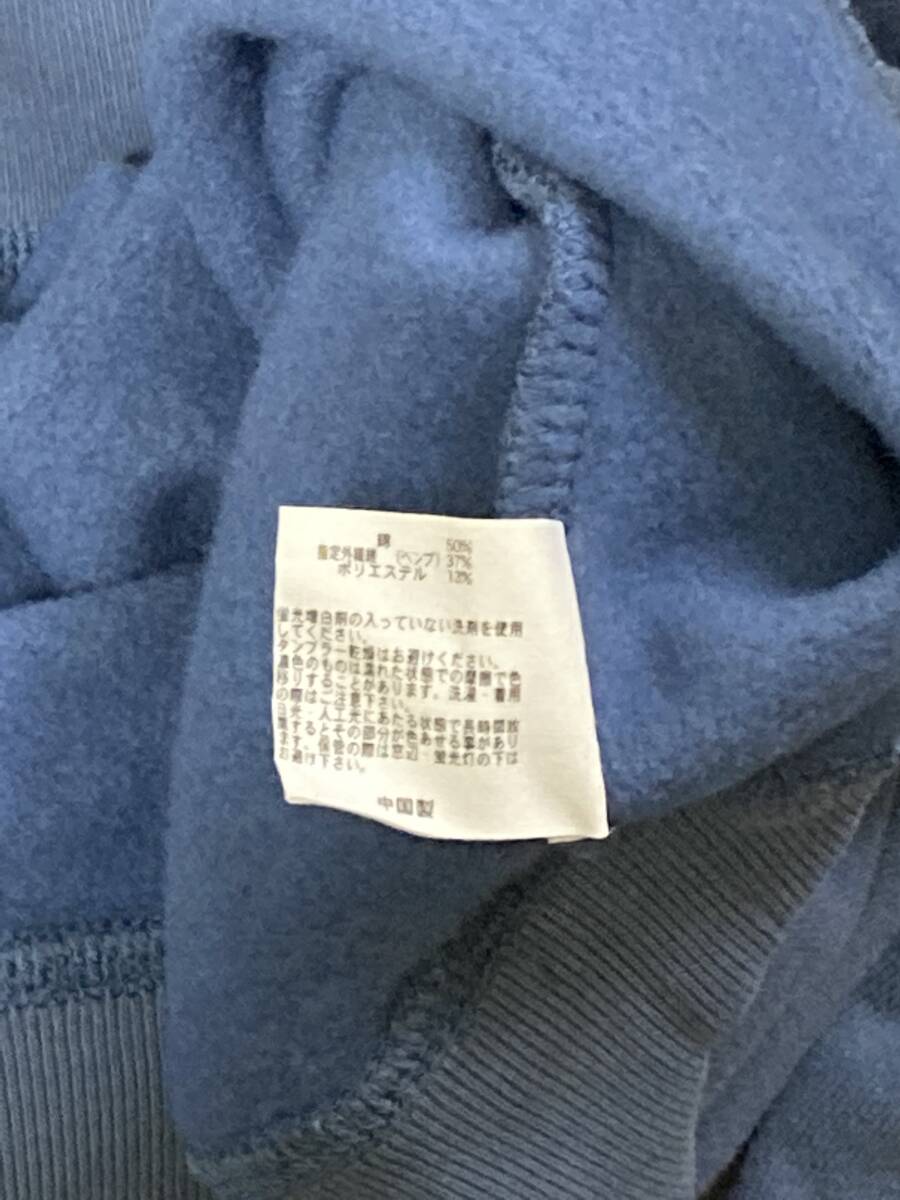 綿 50%
指定外繊維 (ヘンプ) 37%
ポリエステル 13%
蛍光増白剤の入っていない洗剤を使用
してください。
タンブラー乾燥はお避けください。
濃色のものは濡れた状態での摩擦で色
移りすることがあります。洗濯・着用
の際はご注意下さい。
日光・人工光にあたる状態で長時間放
置するとその部分が色あせる事があり
ます。保管の際は窓辺・蛍光灯の下は
お避け下さい。
中国製